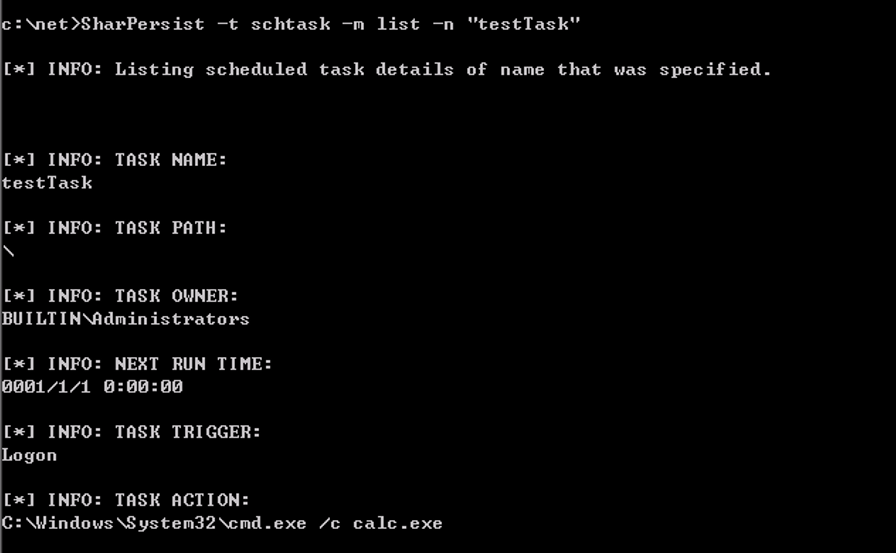 c:\net>SharPersist -t schtask -m list -n "testTask"
[*] INFO: Listing scheduled task details of name that was specified.
[*] INFO: TASK NAME:
testTask
[*] INFO: TASK PATH:
\
[*] INFO: TASK OWNER:
BUILTIN\Administrators
[*] INFO: NEXT RUN TIME:
0001/1/1 0:00:00
[*] INFO: TASK TRIGGER:
Logon
[*] INFO: TASK ACTION:
C:\Windows\System32\cmd.exe /c calc.exe